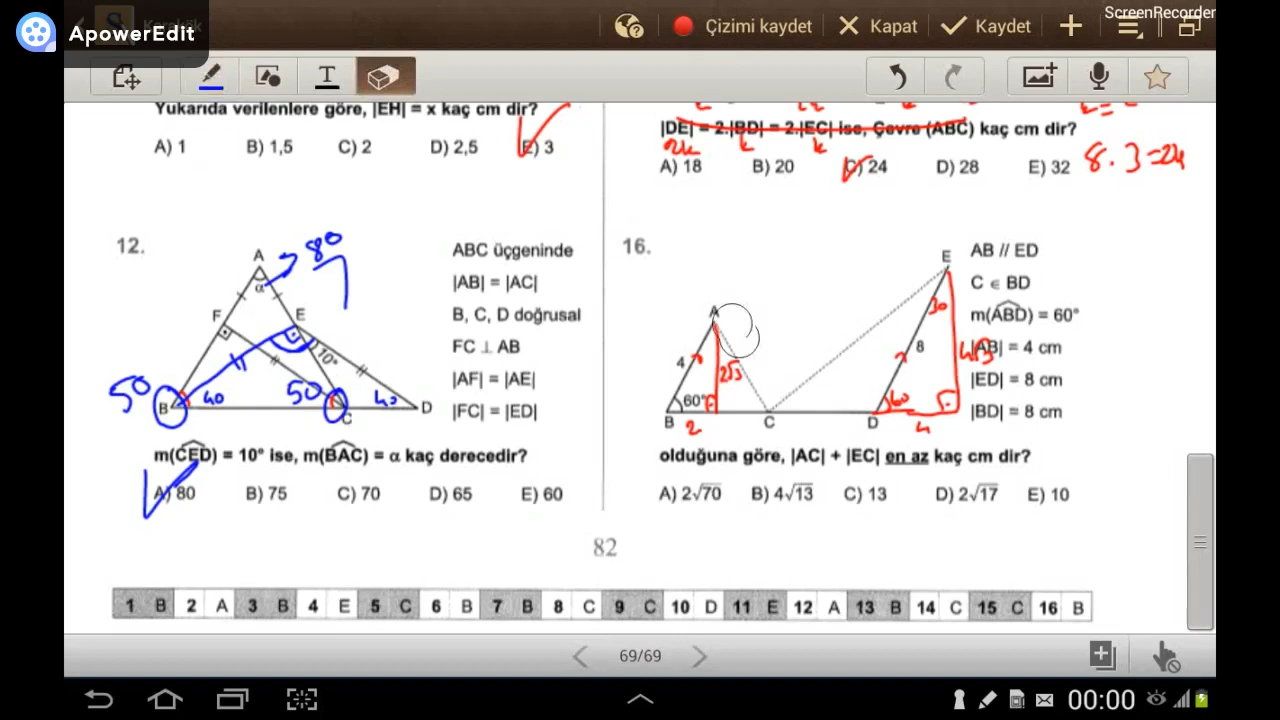 ScreenRecorder
ApowerEdit
Çizimi kaydet
Kapat
Kaydet
T
Yukarıda verilenlere göre, |EH| = x kaç cm dir?
A) 1 B) 1,5 C) 2 D) 2,5 E) 3
|DE| = 2.|BD| = 2.|EC| ise, Çevre (ABC) kaç cm dir?
2k k k
A) 18 B) 20 C) 24 D) 28 E) 32
8 . 3 = 24
12.
A
80
α
F
E
10°
50
40
50
40
B
C
D
ABC üçgeninde
|AB| = |AC|
B, C, D doğrusal
FC ⊥ AB
|AF| = |AE|
|FC| = |ED|
m(CED) = 10° ise, m(BAC) = α kaç derecedir?
A) 80 B) 75 C) 70 D) 65 E) 60
16.
E
A
30
4
2√3
8
4√3
60°
60
B
C
D
2
4
AB // ED
C ∈ BD
m(ABD) = 60°
|AB| = 4 cm
|ED| = 8 cm
|BD| = 8 cm
olduğuna göre, |AC| + |EC| en az kaç cm dir?
A) 2√70 B) 4√13 C) 13 D) 2√17 E) 10
82
1 B 2 A 3 B 4 E 5 C 6 B 7 B 8 C 9 C 10 D 11 E 12 A 13 B 14 C 15 C 16 B
69/69
00:00